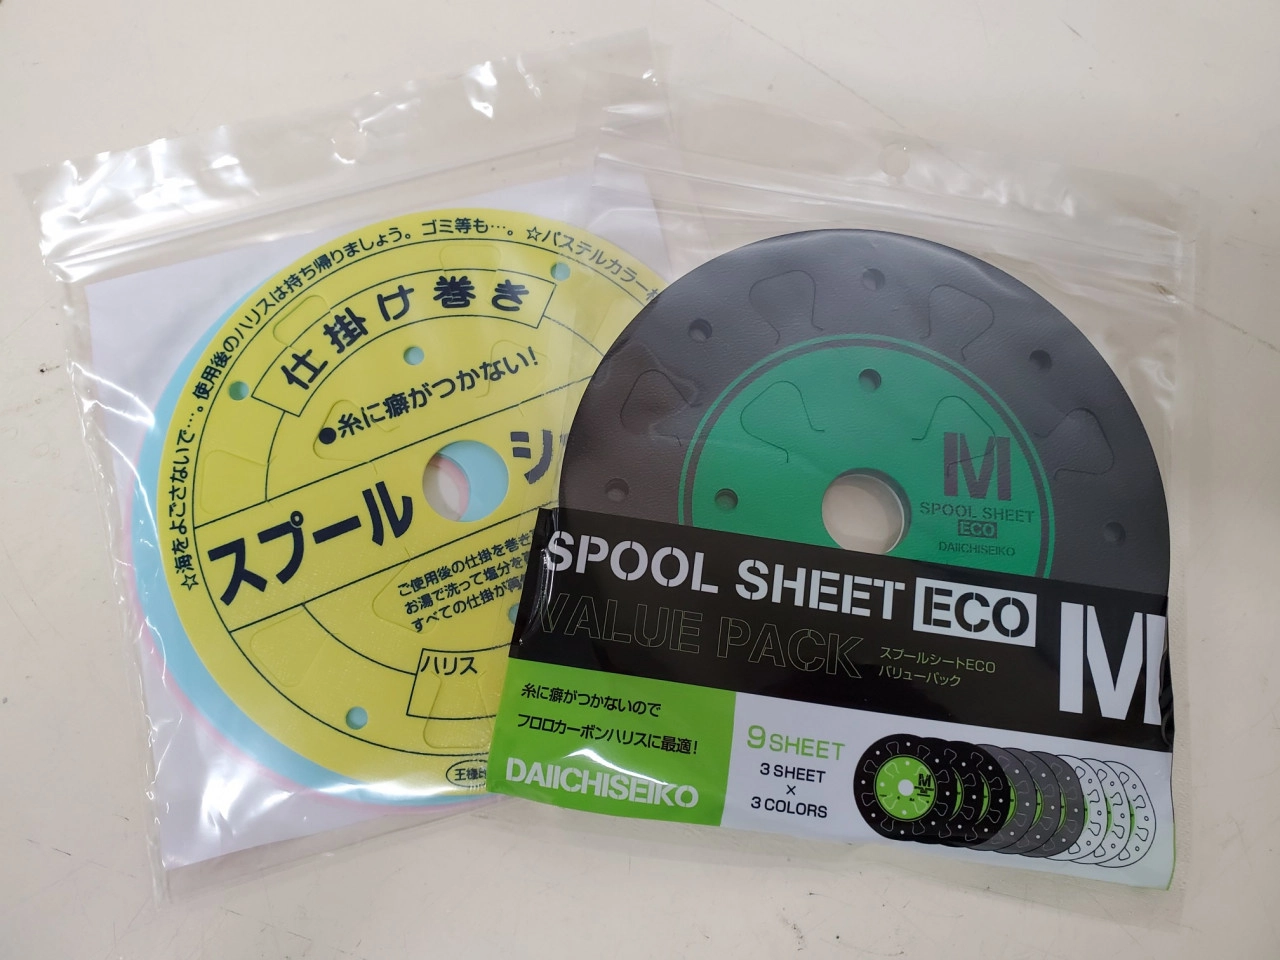 ☆海をよごさないで…。使用後のハリスは持ち帰りましょう。ゴミ等も…。☆パステルカラー
仕掛け巻き
●糸に癖がつかない!
スプール
ご使用後の仕掛を巻き
お湯で洗って塩分を
すべての仕掛が再
ハリス
M
SPOOL SHEET
ECO
DAIICHISEIKO
SPOOL SHEET ECO
VALUE PACK
スプールシートECO
バリューパック
M
糸に癖がつかないので
フロロカーボンハリスに最適!
DAIICHISEIKO
9 SHEET
3 SHEET
×
3 COLORS
M